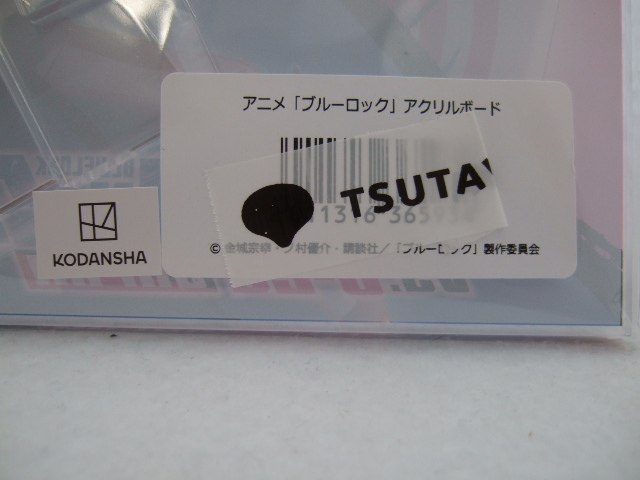 アニメ「ブルーロック」アクリルボード
TSUTAY
KODANSHA
© 金城宗幸・ノ村優介・講談社／「ブルーロック」製作委員会